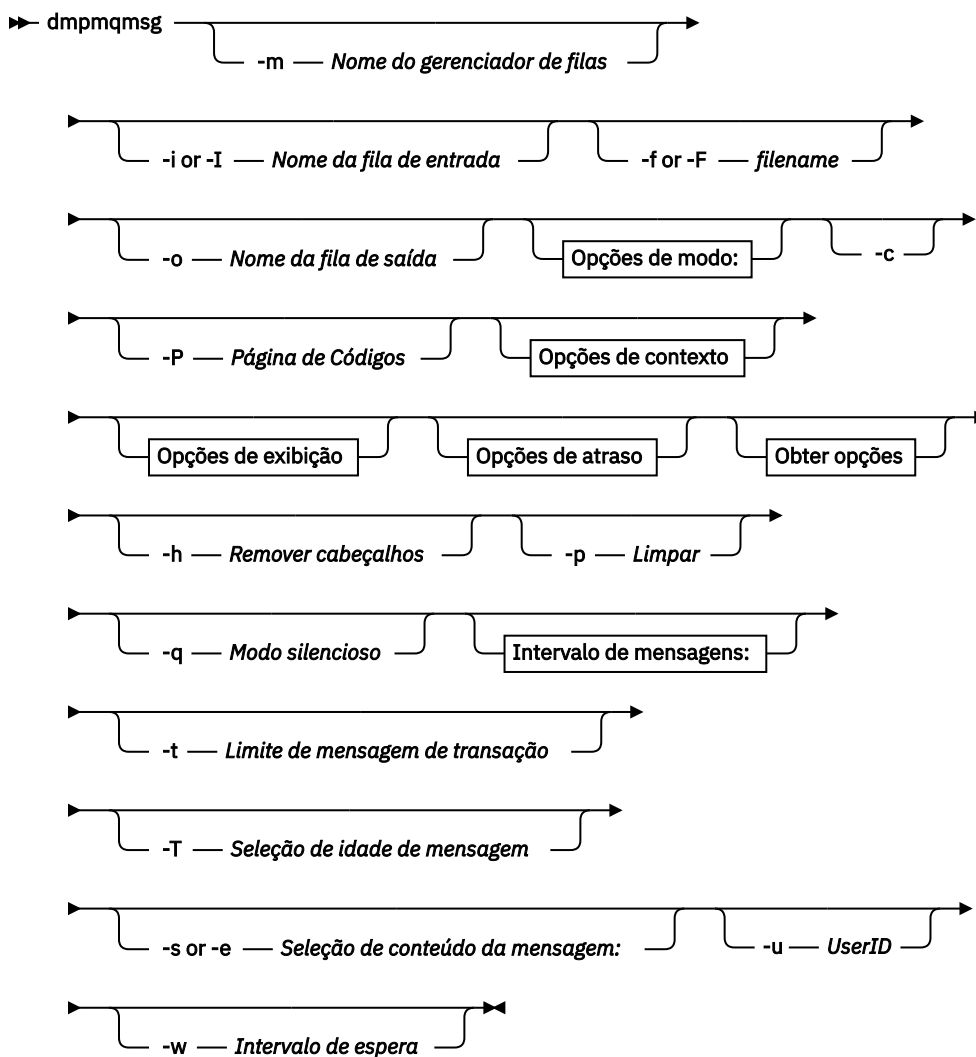 dmpmqmsg
-m Nome do gerenciador de filas
-i or -I Nome da fila de entrada -f or -F filename
-o Nome da fila de saída Opções de modo: -c
-P Página de Códigos Opções de contexto
Opções de exibição Opções de atraso Obter opções
-h Remover cabeçalhos -p Limpar
-q Modo silencioso Intervalo de mensagens:
-t Limite de mensagem de transação
-T Seleção de idade de mensagem
-s or -e Seleção de conteúdo da mensagem: -u UserID
-w Intervalo de espera